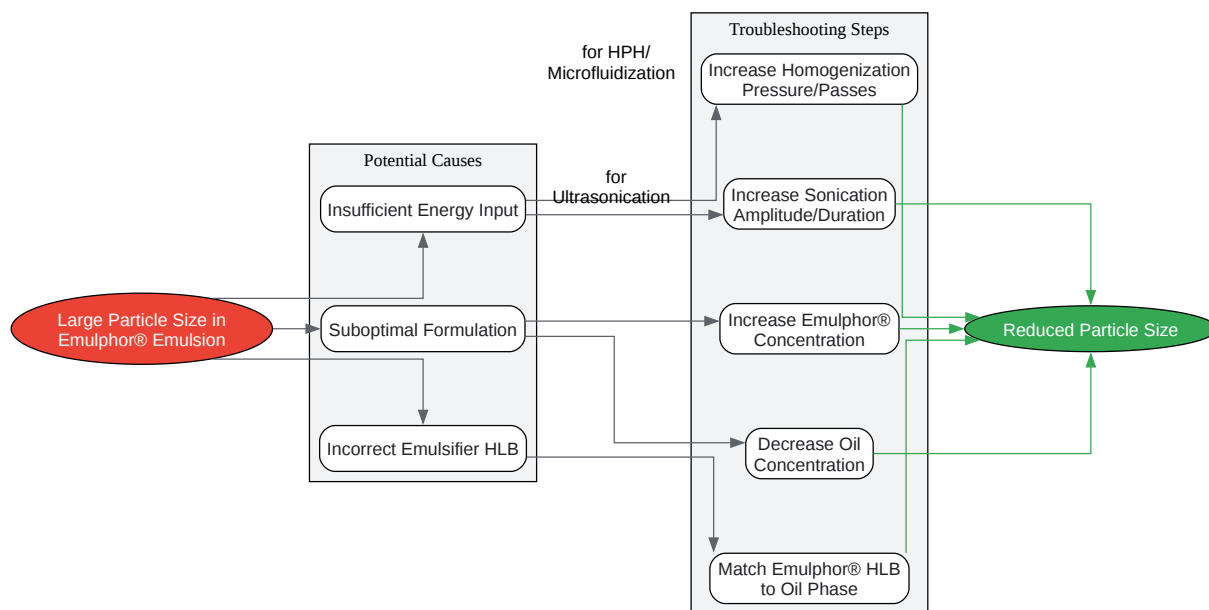 Troubleshooting Steps
for HPH/
Microfluidization
Increase Homogenization
Pressure/Passes
Potential Causes
for
Ultrasonication
Insufficient Energy Input
Increase Sonication
Amplitude/Duration
Large Particle Size in
Emulphor® Emulsion
Suboptimal Formulation
Increase Emulphor®
Concentration
Reduced Particle Size
Incorrect Emulsifier HLB
Decrease Oil
Concentration
Match Emulphor® HLB
to Oil Phase